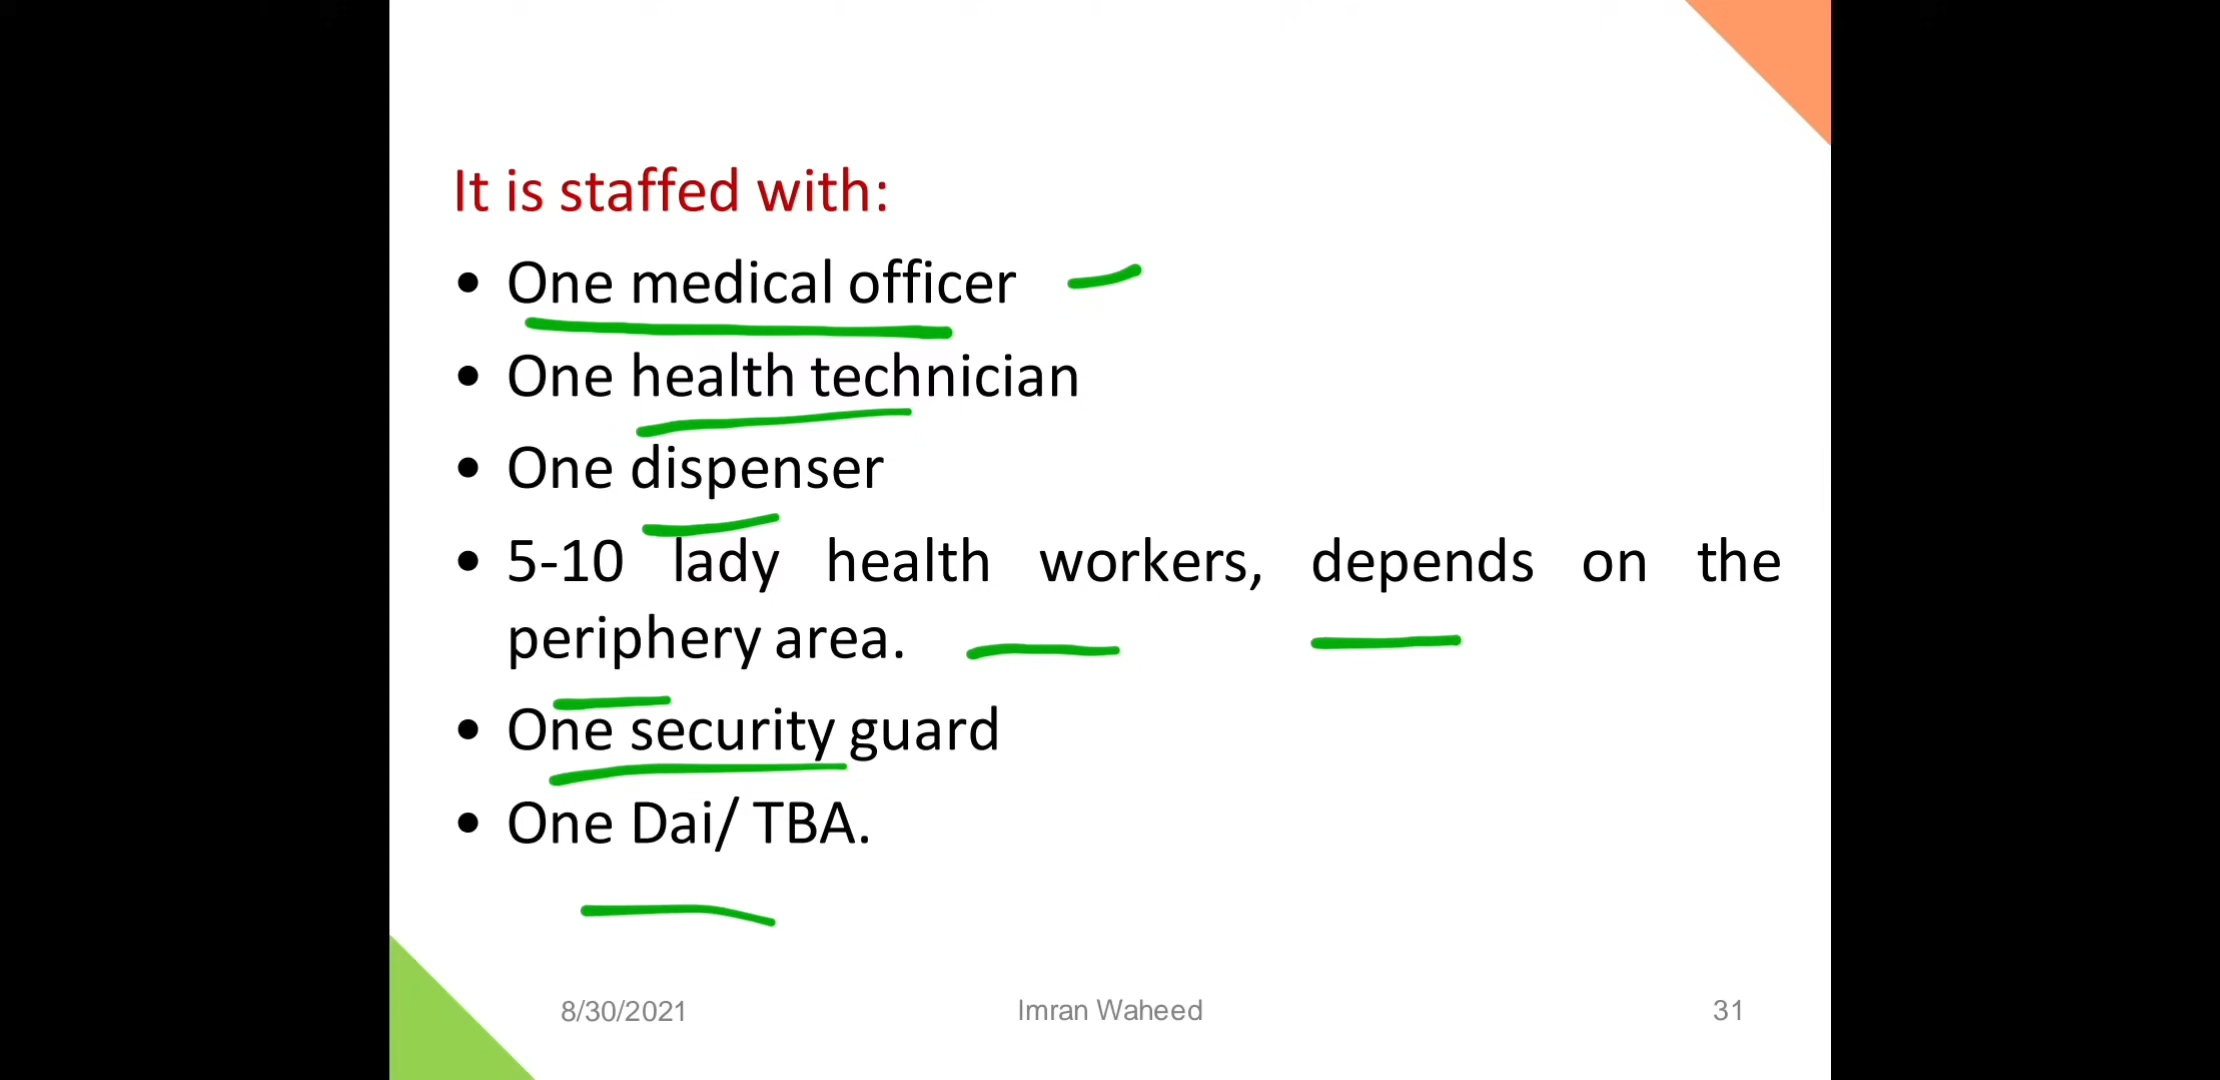 It is staffed with:
• One medical officer
• One health technician
• One dispenser
• 5-10 lady health workers, depends on the
periphery area.
• One security guard
• One Dai/ TBA.
8/30/2021 Imran Waheed 31